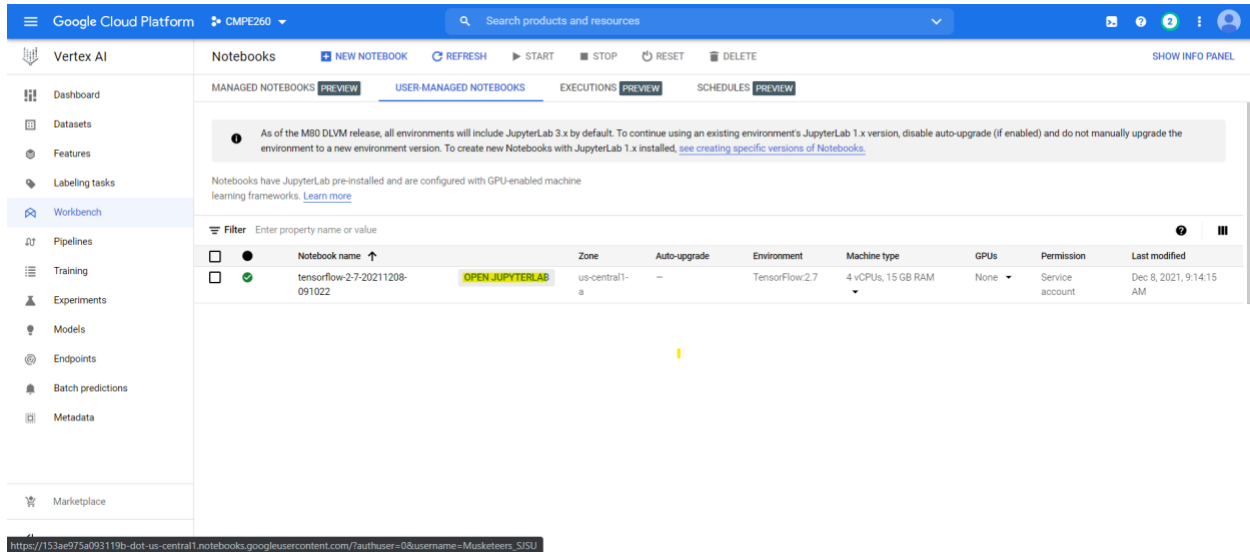 Google Cloud Platform CMPE260 Search products and resources 2
Vertex AI
Notebooks NEW NOTEBOOK REFRESH START STOP RESET DELETE SHOW INFO PANEL
Dashboard
Datasets
Features
Labeling tasks
Workbench
Pipelines
Training
Experiments
Models
Endpoints
Batch predictions
Metadata
Marketplace
MANAGED NOTEBOOKS PREVIEW USER-MANAGED NOTEBOOKS EXECUTIONS PREVIEW SCHEDULES PREVIEW
As of the M80 DLVM release, all environments will include JupyterLab 3.x by default. To continue using an existing environment's JupyterLab 1.x version, disable auto-upgrade (if enabled) and do not manually upgrade the
environment to a new environment version. To create new Notebooks with JupyterLab 1.x installed, see creating specific versions of Notebooks.
Notebooks have JupyterLab pre-installed and are configured with GPU-enabled machine
learning frameworks. Learn more
Filter Enter property name or value
Notebook name Zone Auto-upgrade Environment Machine type GPUs Permission Last modified
tensorflow-2-7-20211208- OPEN JUPYTERLAB us-central1- — TensorFlow:2.7 4 vCPUs, 15 GB RAM None Service Dec 8, 2021, 9:14:15
091022 a account AM
https://153ae975a093119b-dot-us-central1.notebooks.googleusercontent.com/?authuser=0&username=Musketeers_SJSU